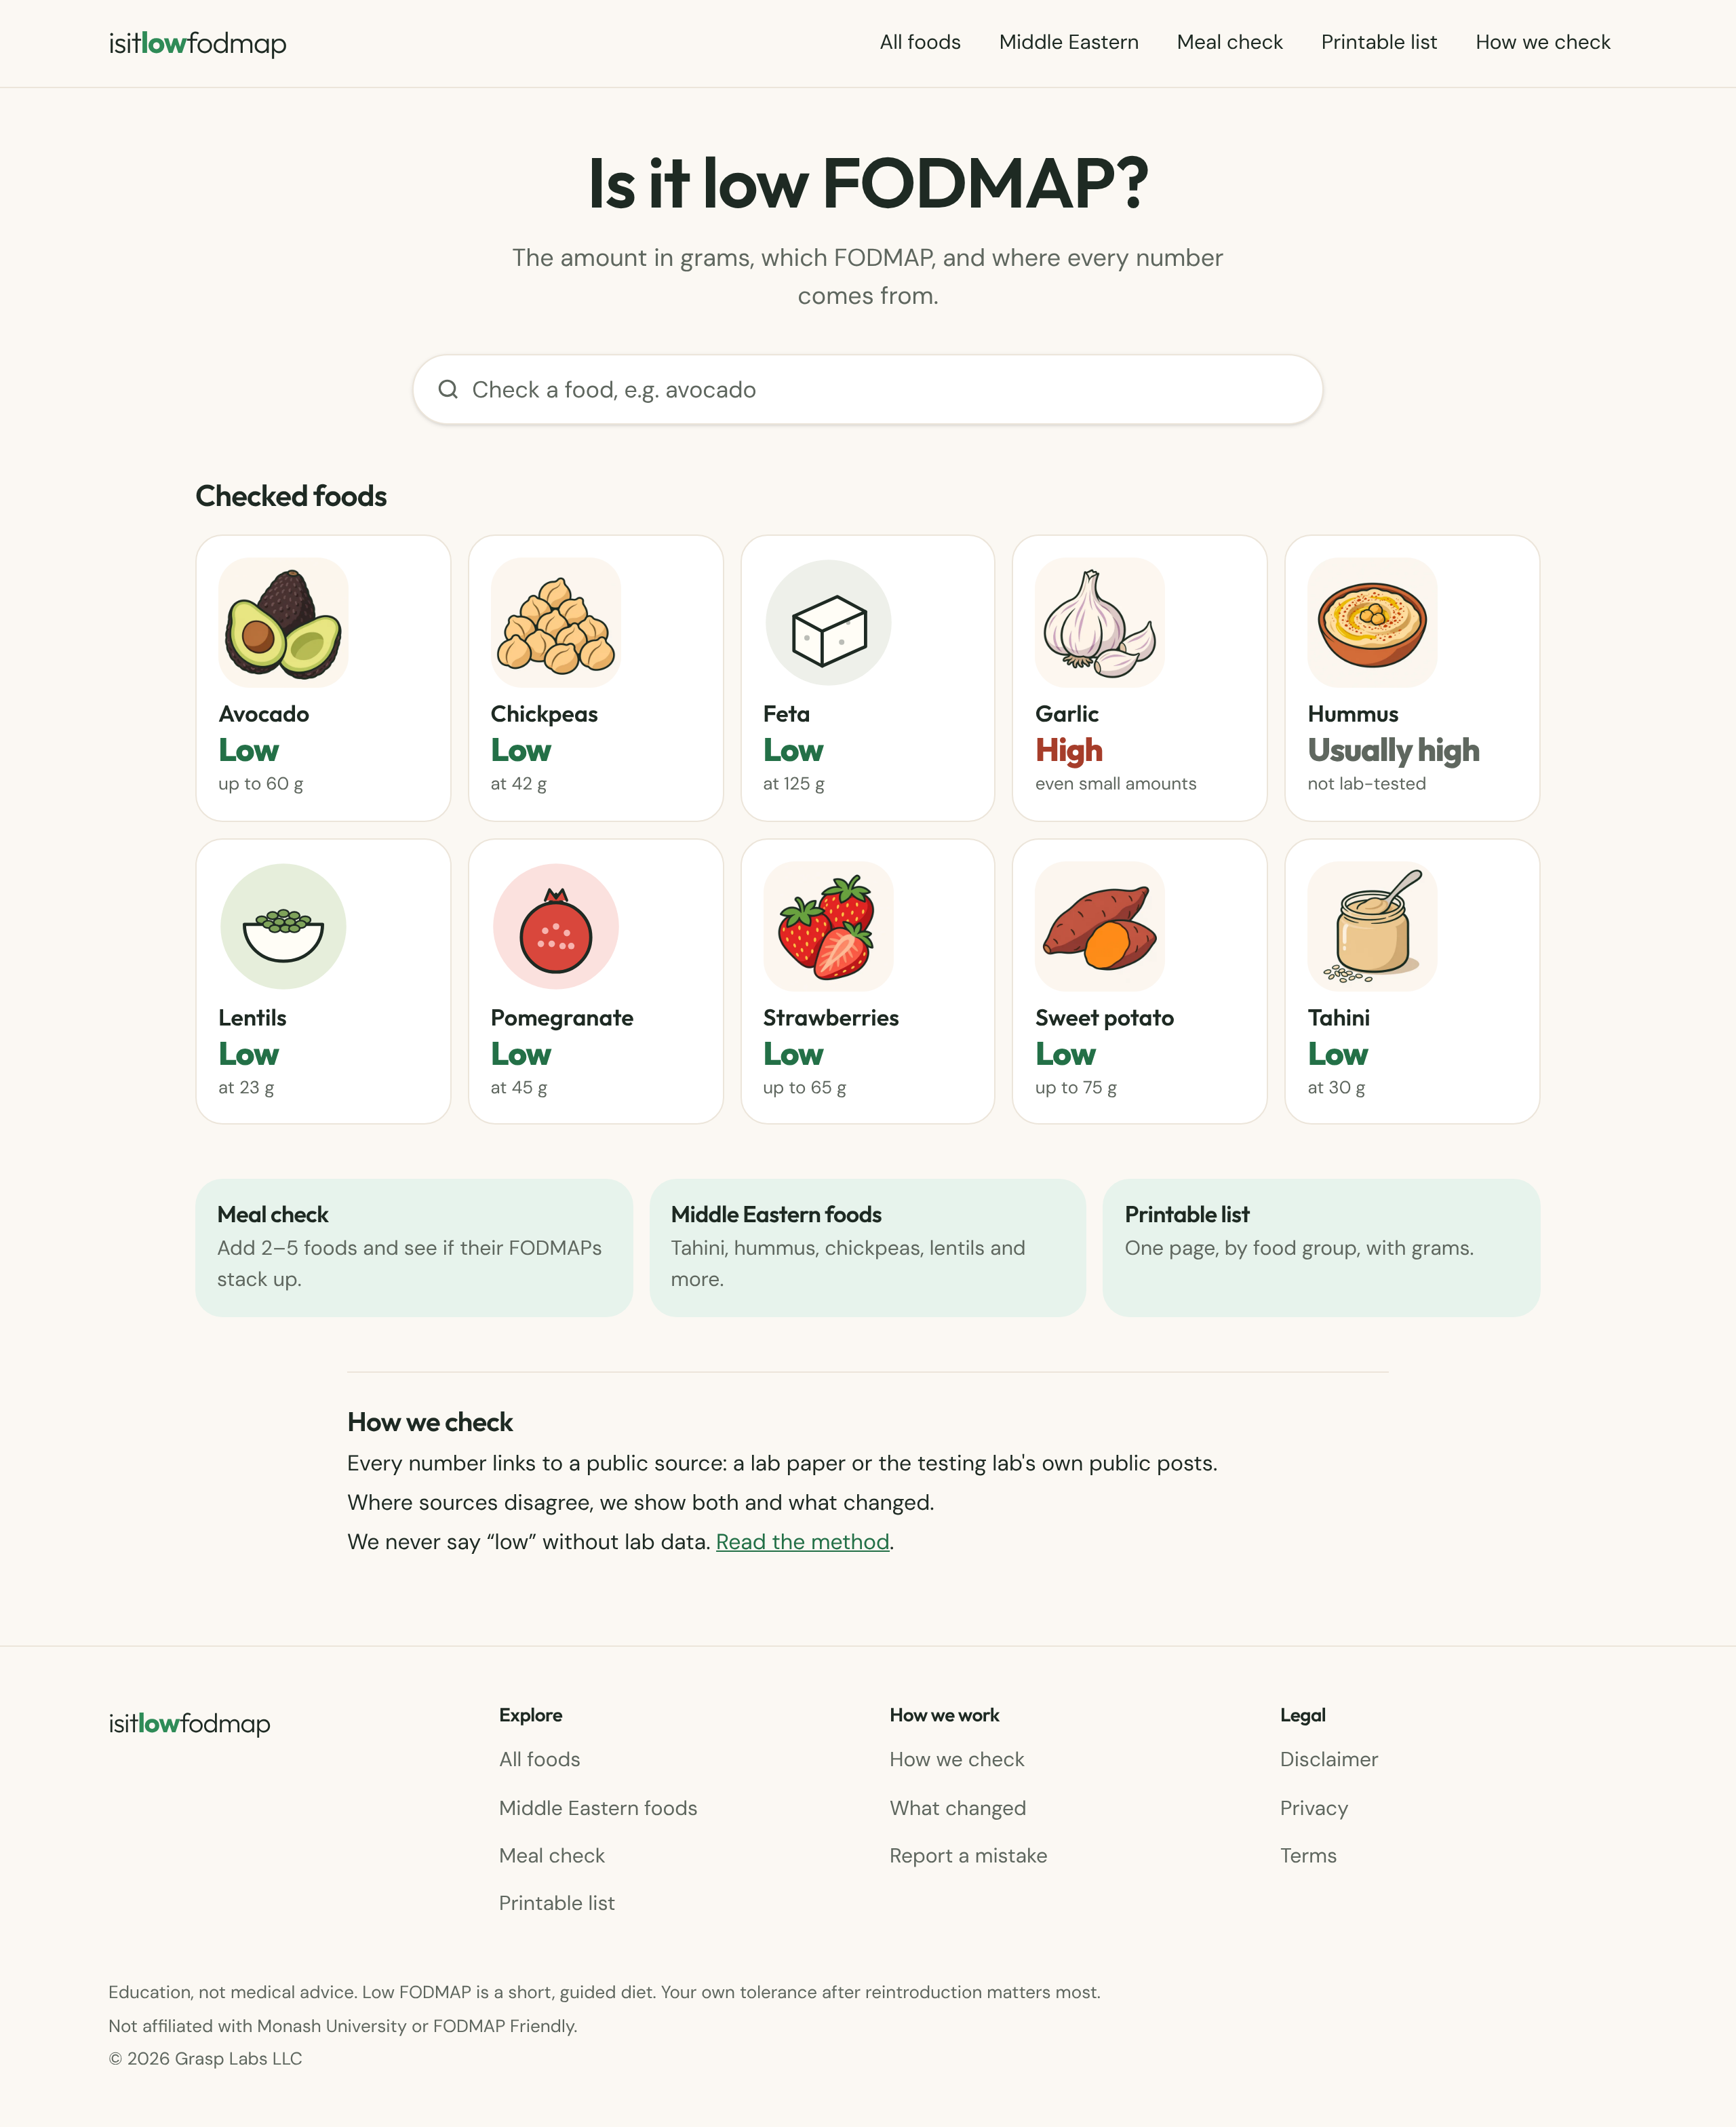 isitlowfodmap
All foods
Middle Eastern
Meal check
Printable list
How we check
Is it low FODMAP?
The amount in grams, which FODMAP, and where every number
comes from.
Check a food, e.g. avocado
Checked foods
Avocado
Low
up to 60 g
Chickpeas
Low
at 42 g
Feta
Low
at 125 g
Garlic
High
even small amounts
Hummus
Usually high
not lab-tested
Lentils
Low
at 23 g
Pomegranate
Low
at 45 g
Strawberries
Low
up to 65 g
Sweet potato
Low
up to 75 g
Tahini
Low
at 30 g
Meal check
Add 2–5 foods and see if their FODMAPs
stack up.
Middle Eastern foods
Tahini, hummus, chickpeas, lentils and
more.
Printable list
One page, by food group, with grams.
How we check
Every number links to a public source: a lab paper or the testing lab's own public posts.
Where sources disagree, we show both and what changed.
We never say “low” without lab data. Read the method.
isitlowfodmap
Explore
All foods
Middle Eastern foods
Meal check
Printable list
How we work
How we check
What changed
Report a mistake
Legal
Disclaimer
Privacy
Terms
Education, not medical advice. Low FODMAP is a short, guided diet. Your own tolerance after reintroduction matters most.
Not affiliated with Monash University or FODMAP Friendly.
© 2026 Grasp Labs LLC